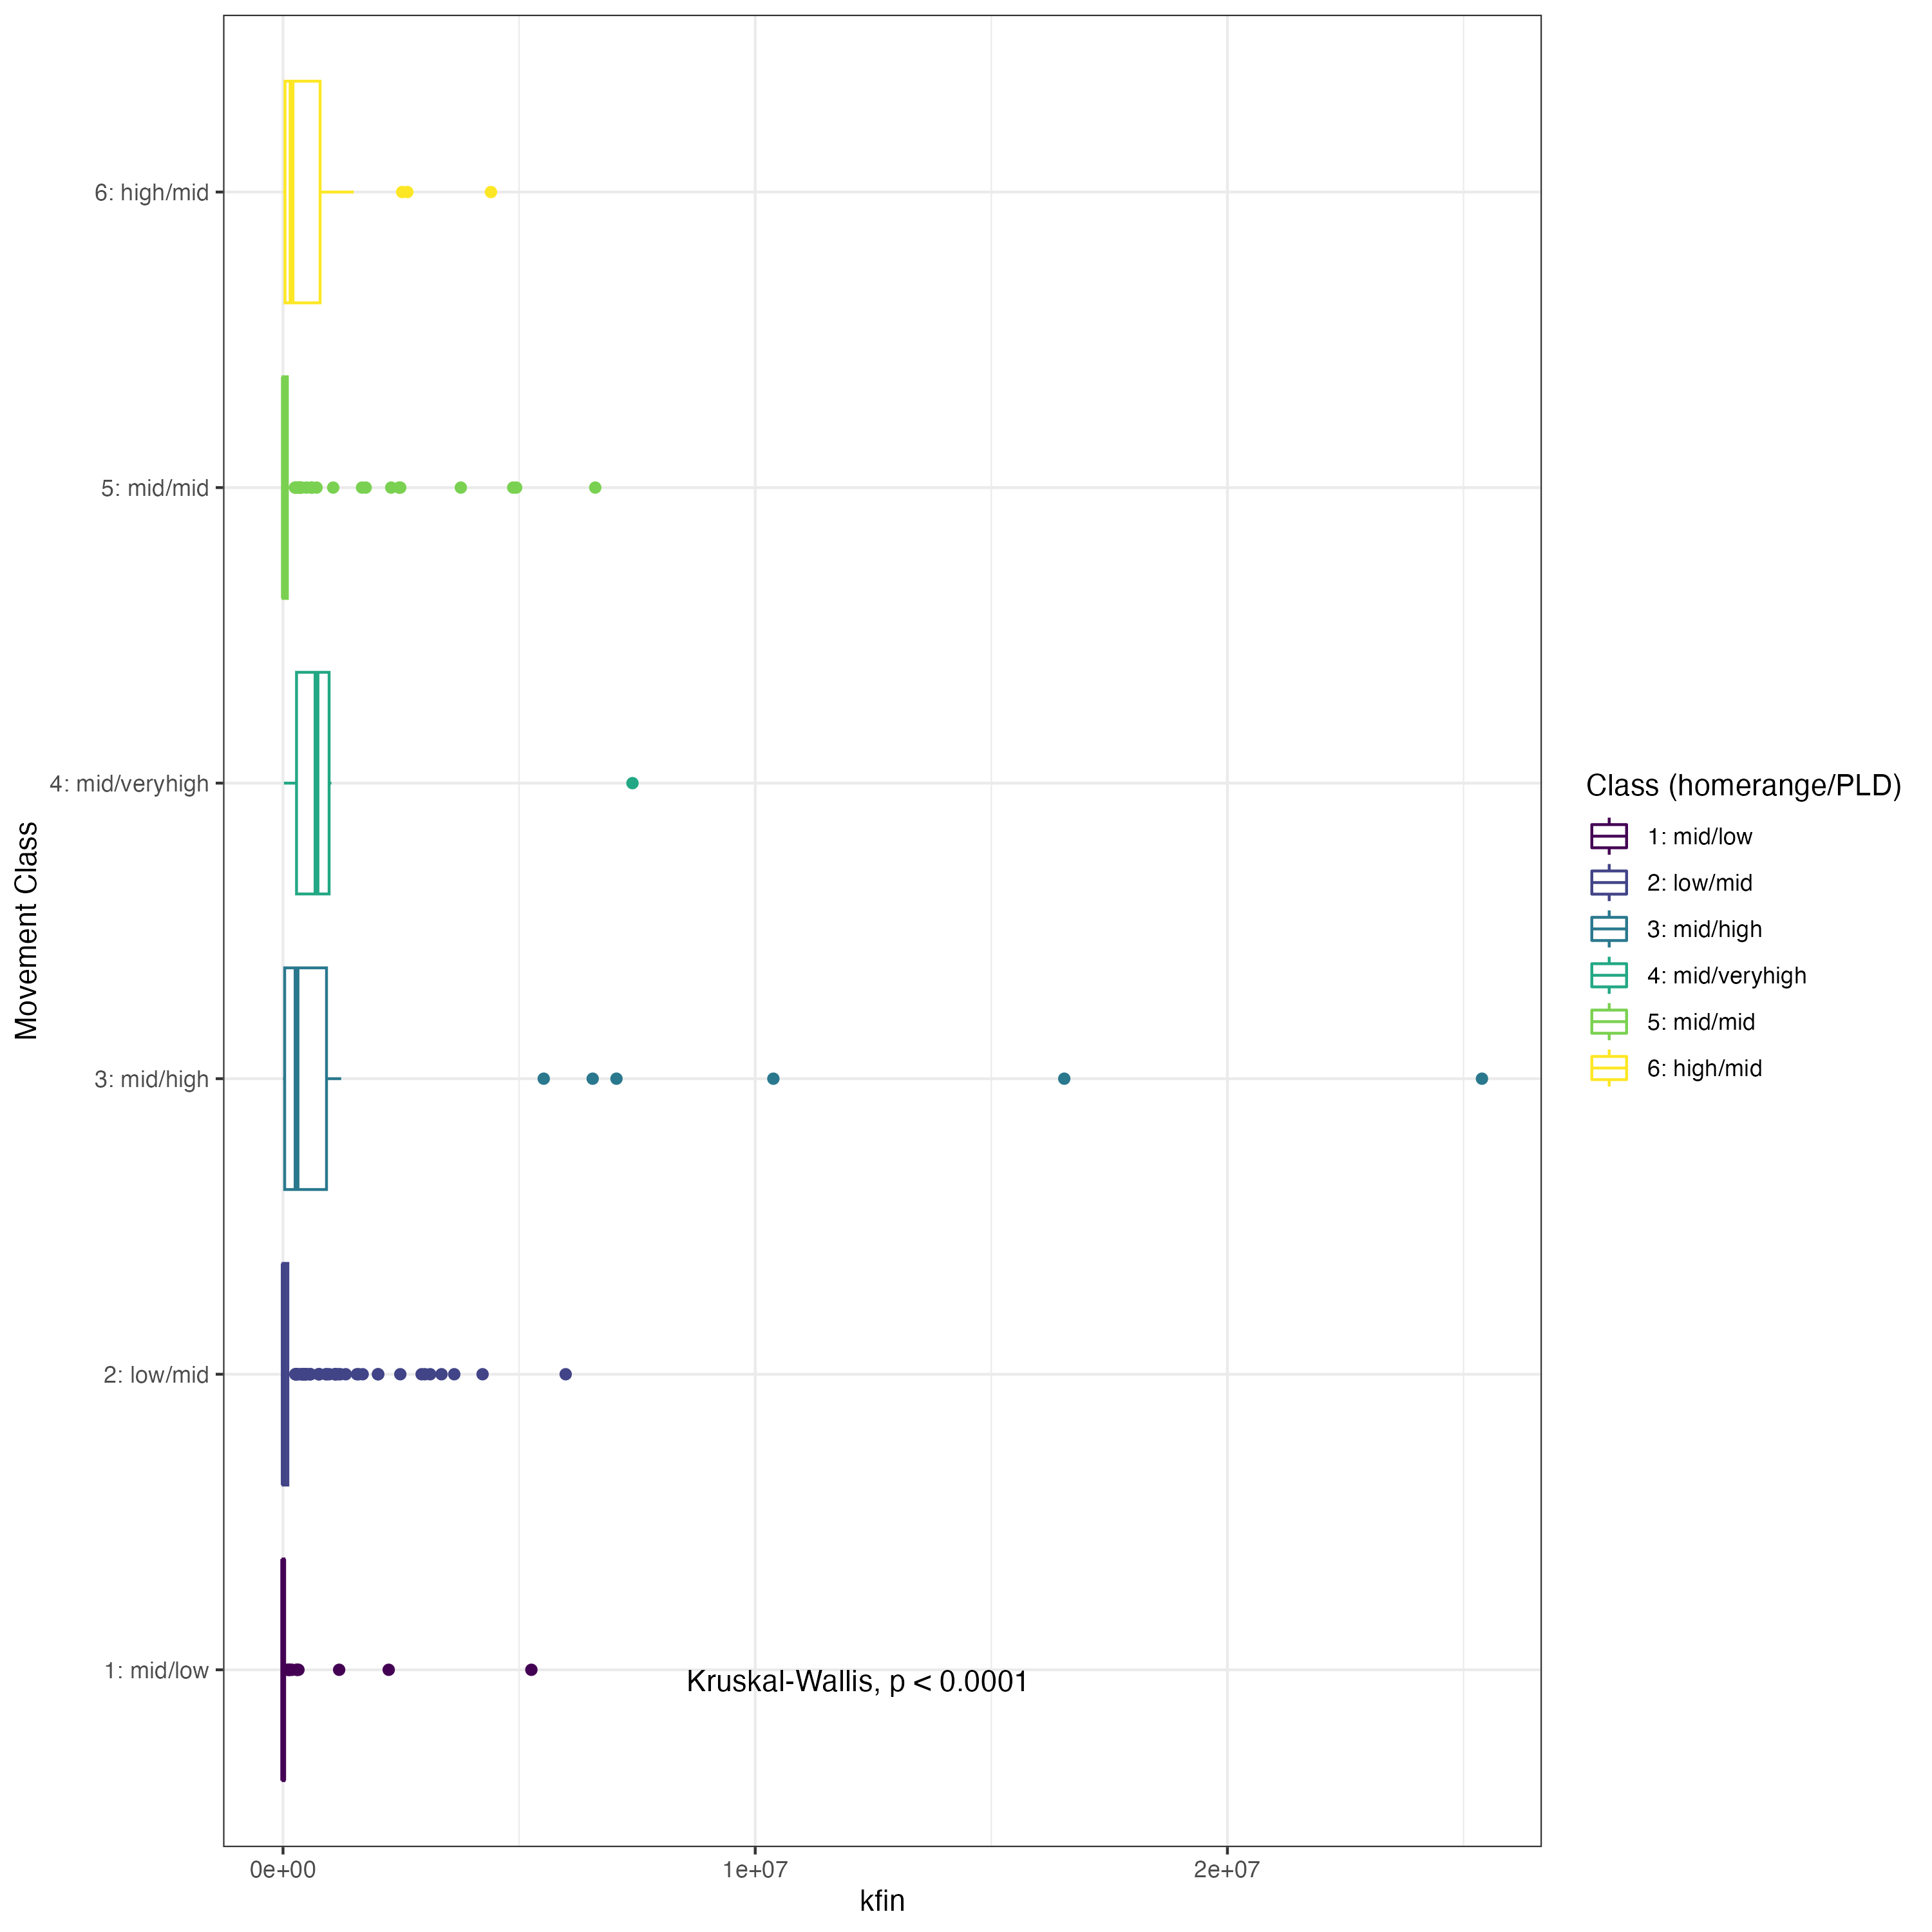 6: high/mid
5: mid/mid
4: mid/veryhigh
3: mid/high
2: low/mid
1: mid/low
Movement Class
Kruskal-Wallis, p < 0.0001
0e+00
1e+07
2e+07
kfin
Class (homerange/PLD)
1: mid/low
2: low/mid
3: mid/high
4: mid/veryhigh
5: mid/mid
6: high/mid